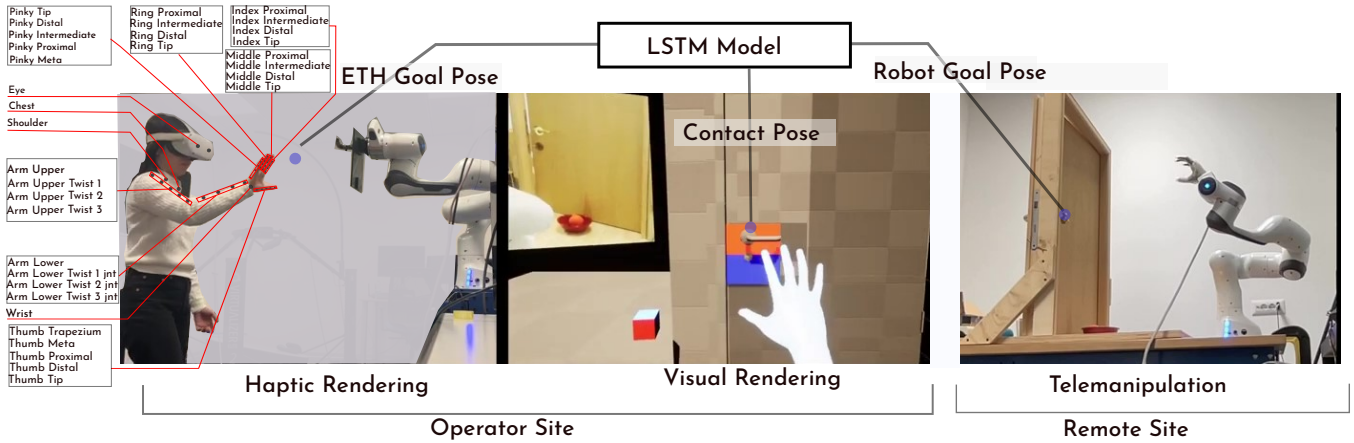 Pinky Tip
Pinky Distal
Pinky Intermediate
Pinky Proximal
Pinky Meta
Ring Proximal
Ring Intermediate
Ring Distal
Ring Tip
Index Proximal
Index Intermediate
Index Distal
Index Tip
Middle Proximal
Middle Intermediate
Middle Distal
Middle Tip
LSTM Model
ETH Goal Pose
Robot Goal Pose
Contact Pose
Eye
Chest
Shoulder
Arm Upper
Arm Upper Twist 1
Arm Upper Twist 2
Arm Upper Twist 3
Arm Lower
Arm Lower Twist 1 jnt
Arm Lower Twist 2 jnt
Arm Lower Twist 3 jnt
Wrist
Thumb Trapezium
Thumb Meta
Thumb Proximal
Thumb Distal
Thumb Tip
Haptic Rendering
Visual Rendering
Telemanipulation
Operator Site
Remote Site